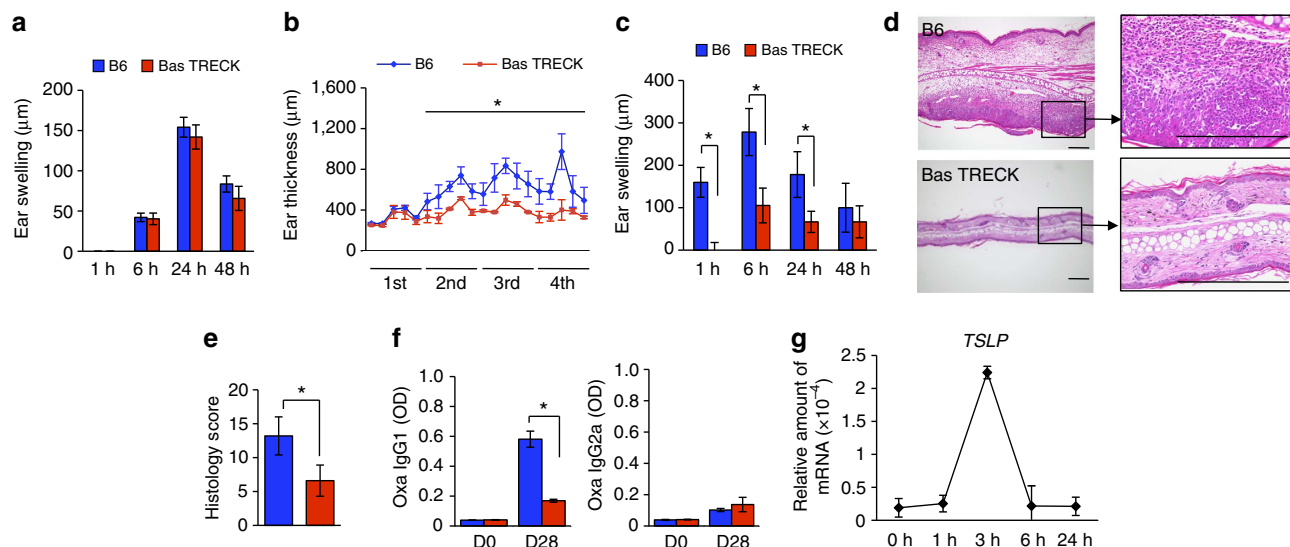 a
B6 Bas TRECK
Ear swelling (μm)
200
150
100
50
0
1 h 6 h 24 h 48 h
b
B6 Bas TRECK
Ear thickness (μm)
1,600
1,200
800
400
0
*
1st 2nd 3rd 4th
c
B6 Bas TRECK
Ear swelling (μm)
400
300
200
100
0
* * *
1 h 6 h 24 h 48 h
d
B6
Bas TRECK
e
Histology score
20
15
10
5
0
*
f
Oxa IgG1 (OD)
1.0
0.8
0.6
0.4
0.2
0
*
D0 D28
Oxa IgG2a (OD)
1.0
0.8
0.6
0.4
0.2
0
D0 D28
g
TSLP
Relative amount of
mRNA (×10⁻⁴)
2.5
2
1.5
1
0.5
0
0 h 1 h 3 h 6 h 24 h